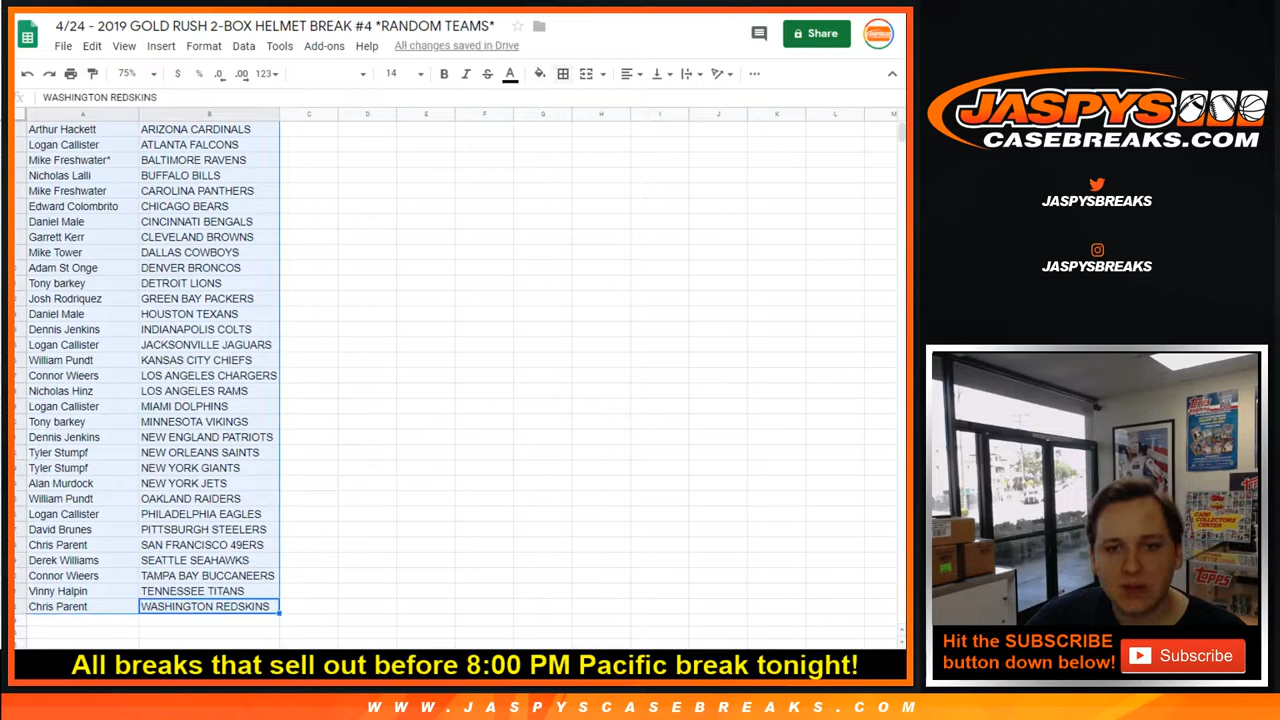 4/24 - 2019 GOLD RUSH 2-BOX HELMET BREAK #4 *RANDOM TEAMS*
File Edit View Insert Format Data Tools Add-ons Help All changes saved in Drive
Share
75% $ % .0 .00 123 14 B I S A
WASHINGTON REDSKINS
A B C D E F G H I J K L M
Arthur Hackett ARIZONA CARDINALS
Logan Callister ATLANTA FALCONS
Mike Freshwater* BALTIMORE RAVENS
Nicholas Lalli BUFFALO BILLS
Mike Freshwater CAROLINA PANTHERS
Edward Colombrito CHICAGO BEARS
Daniel Male CINCINNATI BENGALS
Garrett Kerr CLEVELAND BROWNS
Mike Tower DALLAS COWBOYS
Adam St Onge DENVER BRONCOS
Tony barkey DETROIT LIONS
Josh Rodriquez GREEN BAY PACKERS
Daniel Male HOUSTON TEXANS
Dennis Jenkins INDIANAPOLIS COLTS
Logan Callister JACKSONVILLE JAGUARS
William Pundt KANSAS CITY CHIEFS
Connor Wieers LOS ANGELES CHARGERS
Nicholas Hinz LOS ANGELES RAMS
Logan Callister MIAMI DOLPHINS
Tony barkey MINNESOTA VIKINGS
Dennis Jenkins NEW ENGLAND PATRIOTS
Tyler Stumpf NEW ORLEANS SAINTS
Tyler Stumpf NEW YORK GIANTS
Alan Murdock NEW YORK JETS
William Pundt OAKLAND RAIDERS
Logan Callister PHILADELPHIA EAGLES
David Brunes PITTSBURGH STEELERS
Chris Parent SAN FRANCISCO 49ERS
Derek Williams SEATTLE SEAHAWKS
Connor Wieers TAMPA BAY BUCCANEERS
Vinny Halpin TENNESSEE TITANS
Chris Parent WASHINGTON REDSKINS
JASPYS
CASEBREAKS.COM
JASPYSBREAKS
JASPYSBREAKS
CARD COLLECTORS CENTER
TOPPS
Hit the SUBSCRIBE
button down below!
Subscribe
All breaks that sell out before 8:00 PM Pacific break tonight!
WWW.JASPYSCASEBREAKS.COM